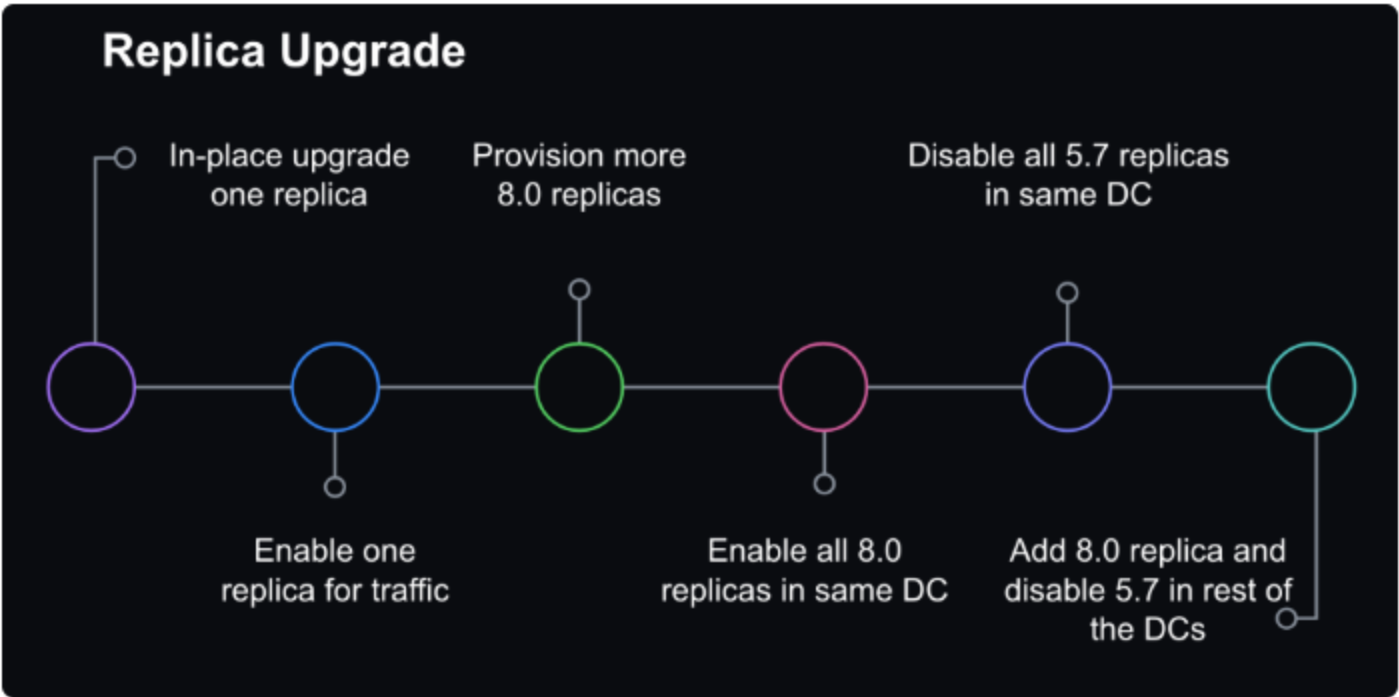 Replica Upgrade
In-place upgrade
one replica
Enable one
replica for traffic
Provision more
8.0 replicas
Enable all 8.0
replicas in same DC
Disable all 5.7 replicas
in same DC
Add 8.0 replica and
disable 5.7 in rest of
the DCs